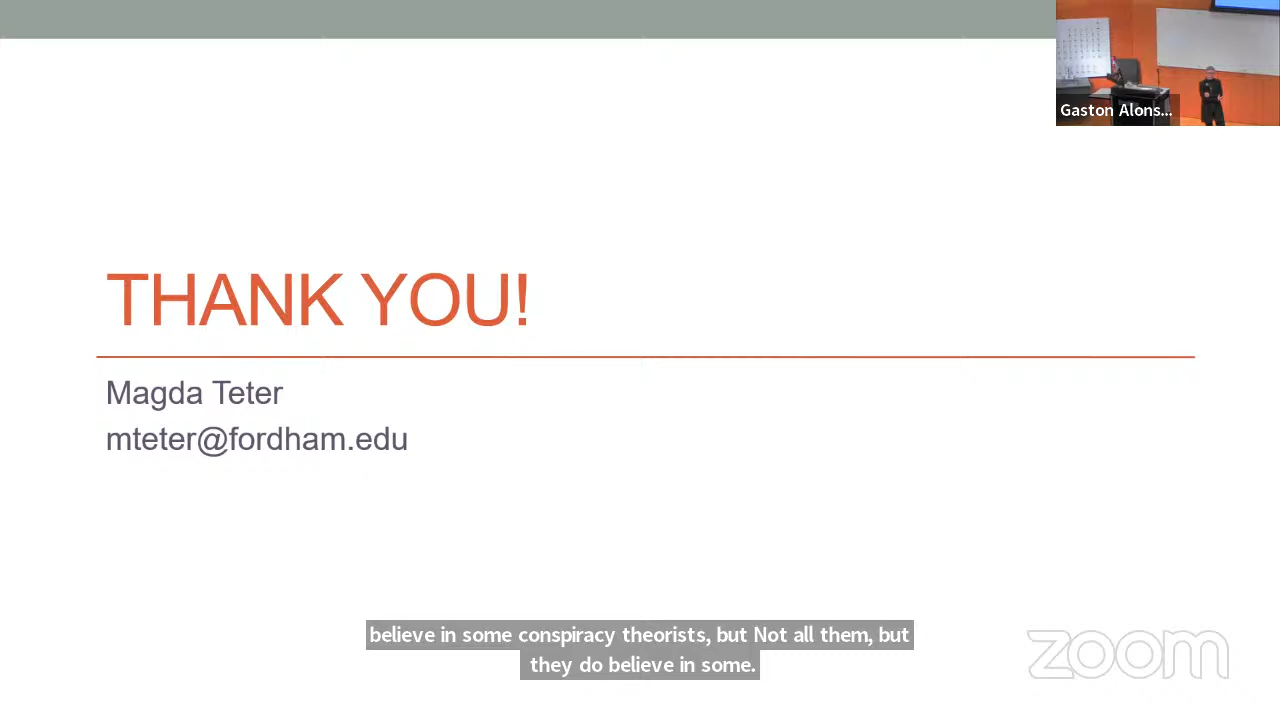 Gaston Alons...
THANK YOU!
Magda Teter
mteter@fordham.edu
believe in some conspiracy theorists, but Not all them, but
they do believe in some.
zoom